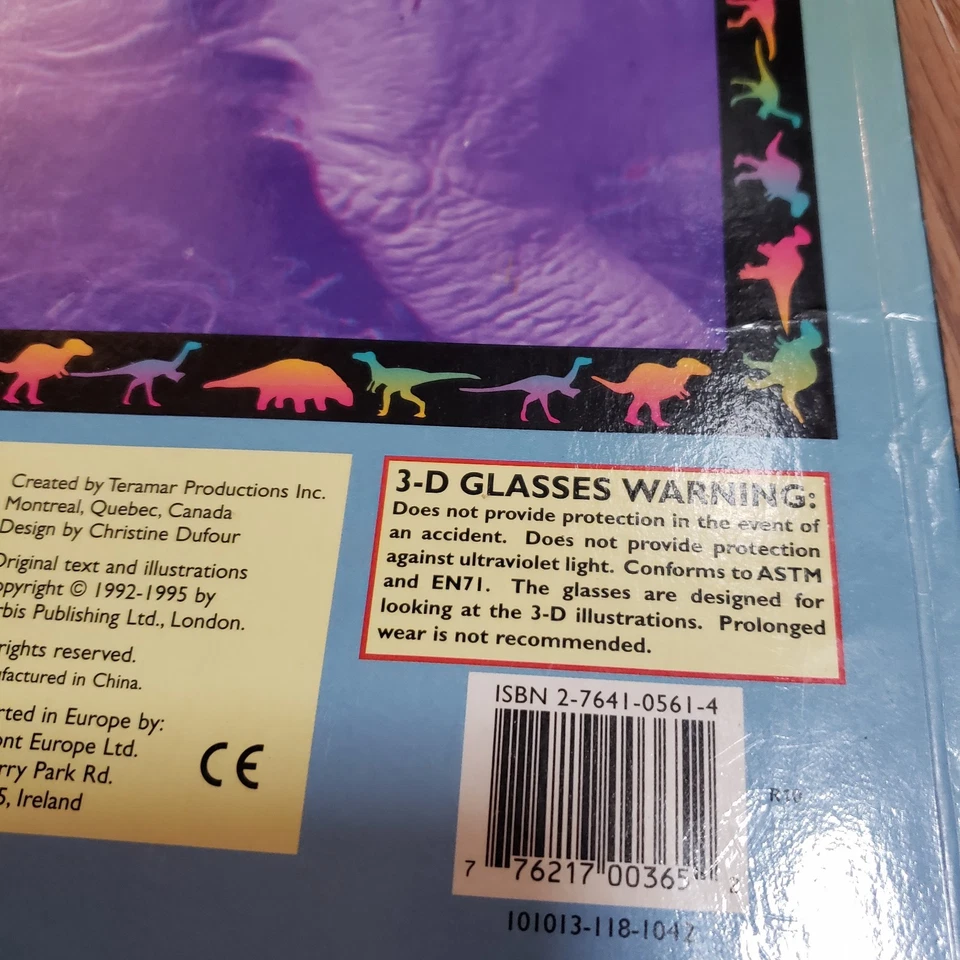 Created by Teramar Productions Inc.
Montreal, Quebec, Canada
Design by Christine Dufour
Original text and illustrations
opyright © 1992-1995 by
rbis Publishing Ltd., London.
rights reserved.
factured in China.
rted in Europe by:
ont Europe Ltd.
rry Park Rd.
5, Ireland
CE
3-D GLASSES WARNING:
Does not provide protection in the event of
an accident. Does not provide protection
against ultraviolet light. Conforms to ASTM
and EN71. The glasses are designed for
looking at the 3-D illustrations. Prolonged
wear is not recommended.
ISBN 2-7641-0561-4
R10
7 76217 00365 2
101013-118-1042